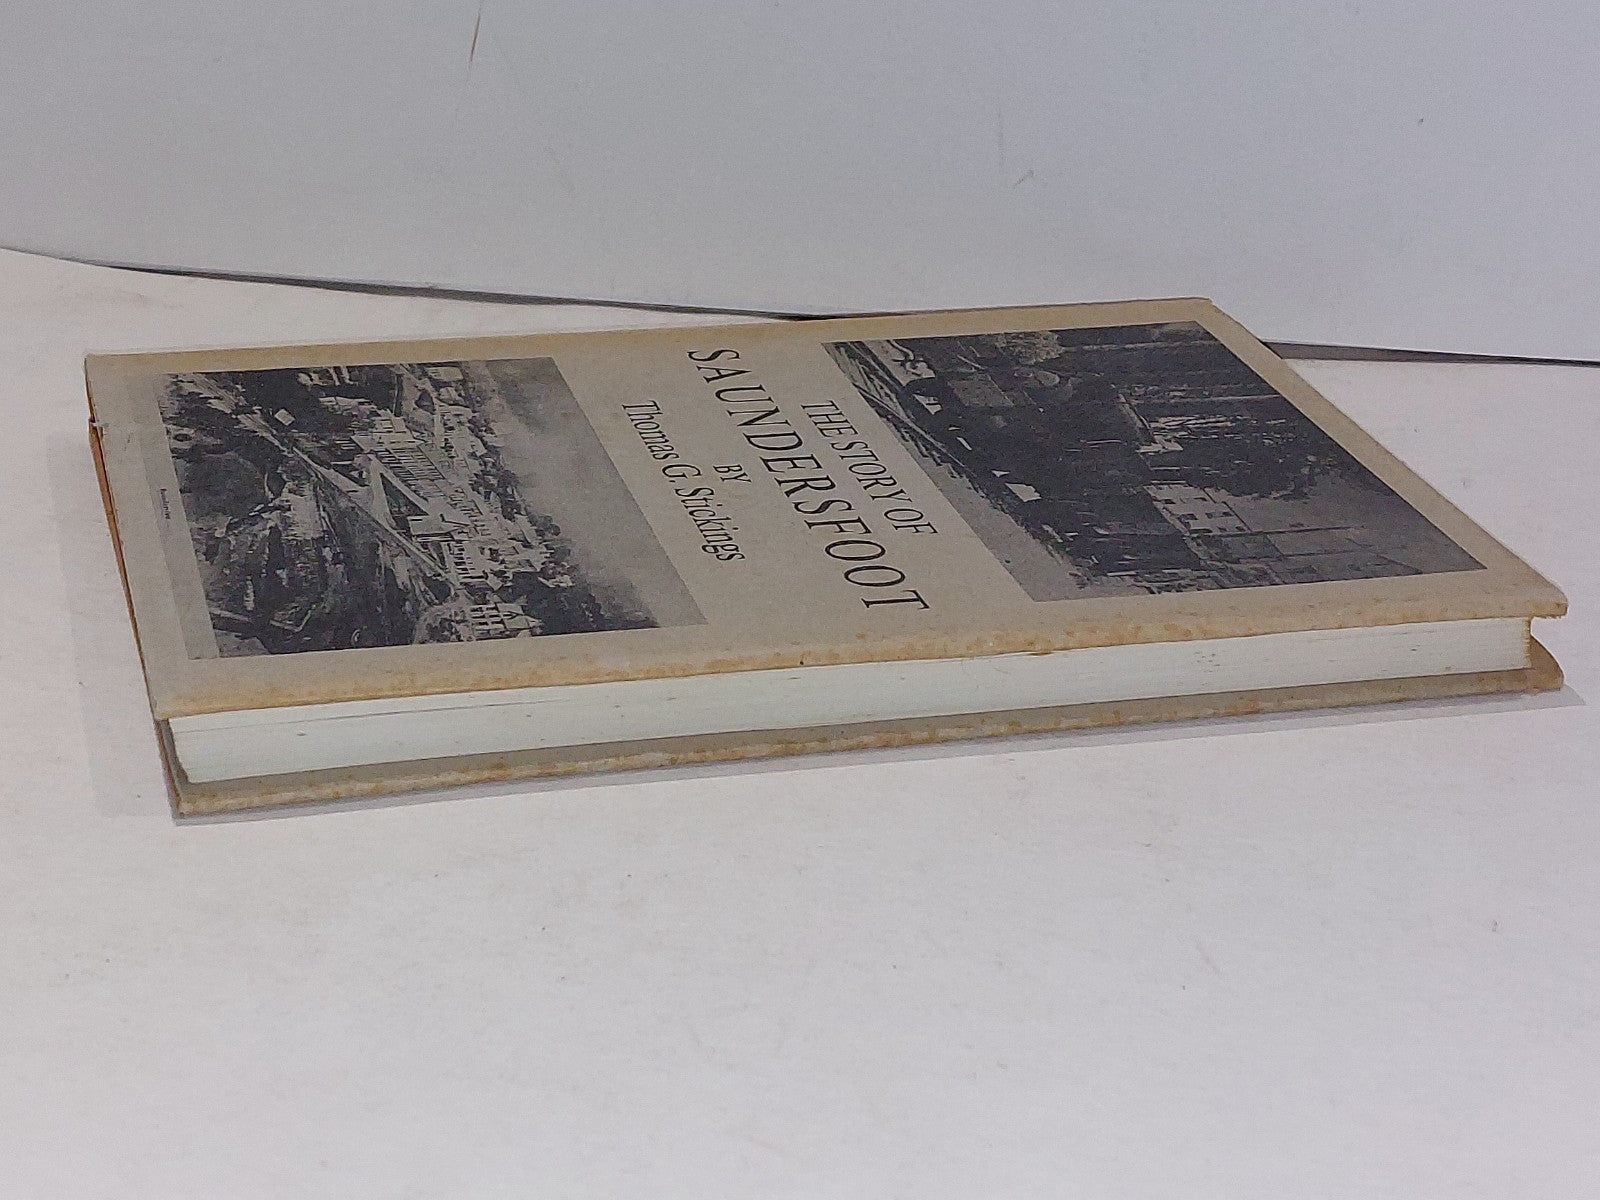 THE STORY OF
SAUNDERSFOOT
BY
Thomas G. Stickings